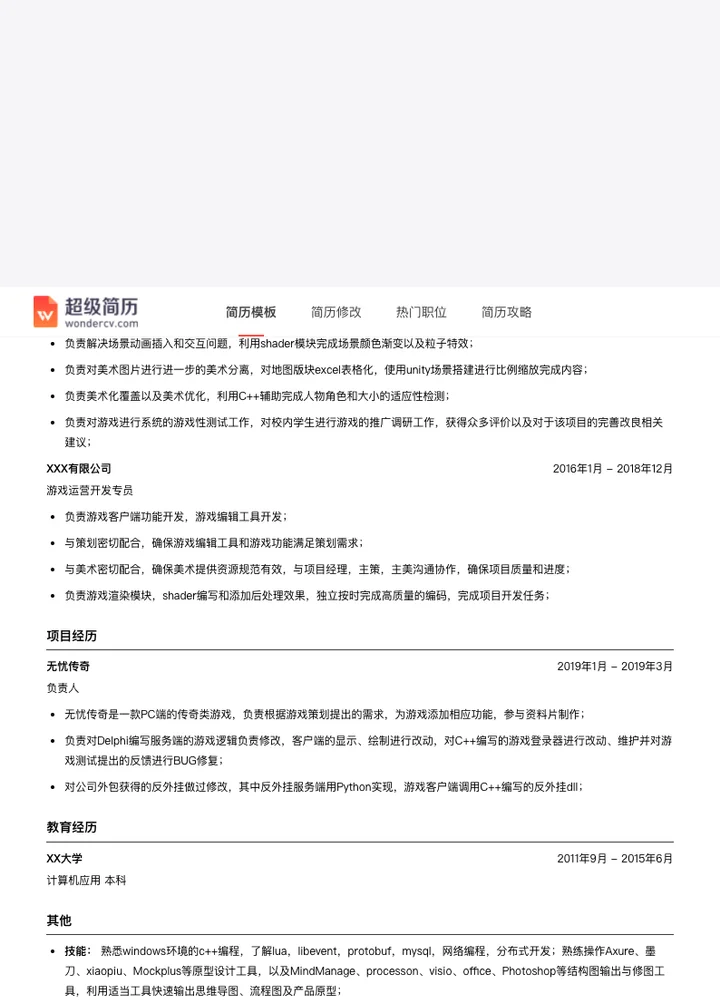 超级简历
wondercv.com
简历模板 简历修改 热门职位 简历攻略
• 负责解决场景动画插入和交互问题，利用shader模块完成场景颜色渐变以及粒子特效；
• 负责对美术图片进行进一步的美术分离，对地图版块excel表格化，使用unity场景搭建进行比例缩放完成内容；
• 负责美术化覆盖以及美术优化，利用C++辅助完成人物角色和大小的适应性检测；
• 负责对游戏进行系统的游戏性测试工作，对校内学生进行游戏的推广调研工作，获得众多评价以及对于该项目的完善改良相关
建议；
XXX有限公司 2016年1月 – 2018年12月
游戏运营开发专员
• 负责游戏客户端功能开发，游戏编辑工具开发；
• 与策划密切配合，确保游戏编辑工具和游戏功能满足策划需求；
• 与美术密切配合，确保美术提供资源规范有效，与项目经理，主策，主美沟通协作，确保项目质量和进度；
• 负责游戏渲染模块，shader编写和添加后处理效果，独立按时完成高质量的编码，完成项目开发任务；
项目经历
无忧传奇 2019年1月 – 2019年3月
负责人
• 无忧传奇是一款PC端的传奇类游戏，负责根据游戏策划提出的需求，为游戏添加相应功能，参与资料片制作；
• 负责对Delphi编写服务端的游戏逻辑负责修改，客户端的显示、绘制进行改动，对C++编写的游戏登录器进行改动、维护并对游
戏测试提出的反馈进行BUG修复；
• 对公司外包获得的反外挂做过修改，其中反外挂服务端用Python实现，游戏客户端调用C++编写的反外挂dll；
教育经历
XX大学 2011年9月 – 2015年6月
计算机应用 本科
其他
• 技能： 熟悉windows环境的c++编程，了解lua，libevent，protobuf，mysql，网络编程，分布式开发；熟练操作Axure、墨
刀、xiaopiu、Mockplus等原型设计工具，以及MindManage、processon、visio、office、Photoshop等结构图输出与修图工
具，利用适当工具快速输出思维导图、流程图及产品原型；